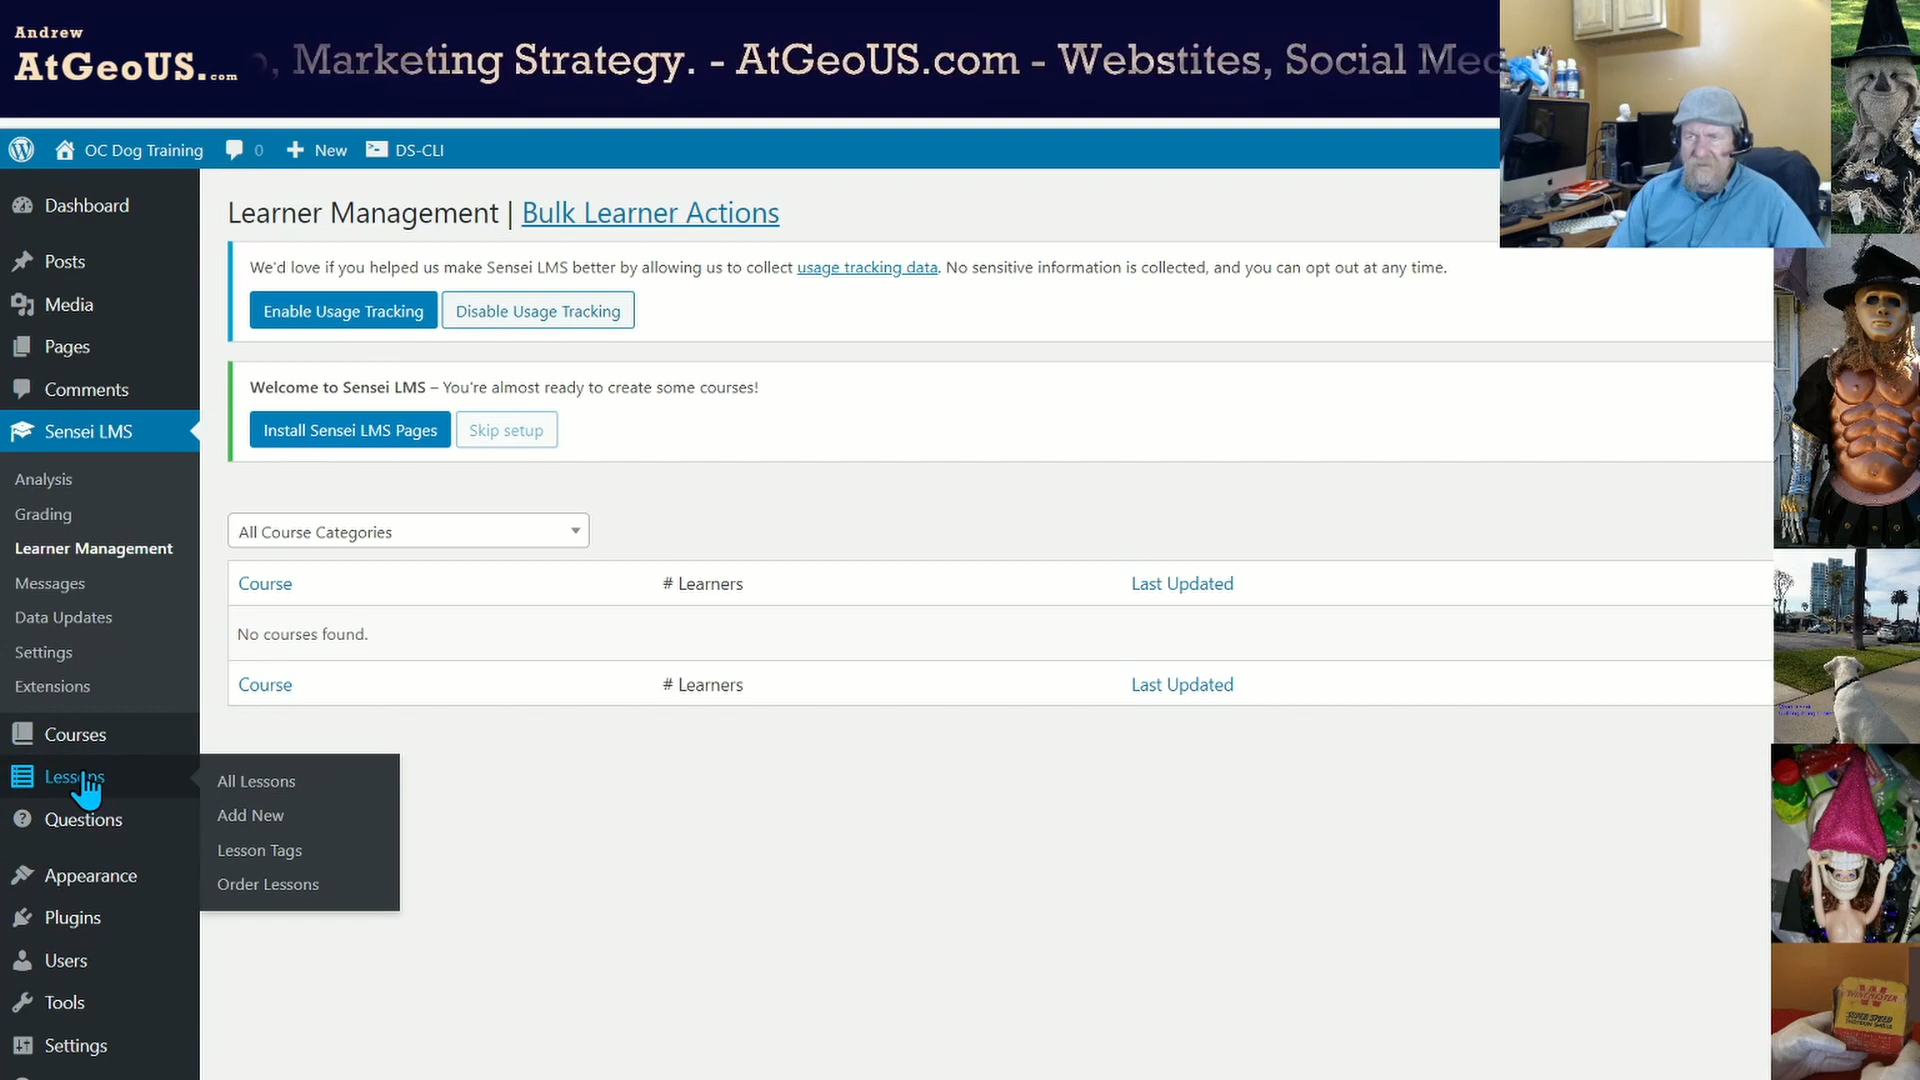 Andrew
AtGeoUS.com
, Marketing Strategy. - AtGeoUS.com - Webstites, Social Med
OC Dog Training
0
New
DS-CLI
Dashboard
Posts
Media
Pages
Comments
Sensei LMS
Analysis
Grading
Learner Management
Messages
Data Updates
Settings
Extensions
Courses
Lessons
Questions
Appearance
Plugins
Users
Tools
Settings
Learner Management | Bulk Learner Actions
We'd love if you helped us make Sensei LMS better by allowing us to collect usage tracking data. No sensitive information is collected, and you can opt out at any time.
Enable Usage Tracking
Disable Usage Tracking
Welcome to Sensei LMS – You're almost ready to create some courses!
Install Sensei LMS Pages
Skip setup
All Course Categories
Course # Learners Last Updated
No courses found.
Course # Learners Last Updated
All Lessons
Add New
Lesson Tags
Order Lessons
WINCHESTER
SUPER SPEED